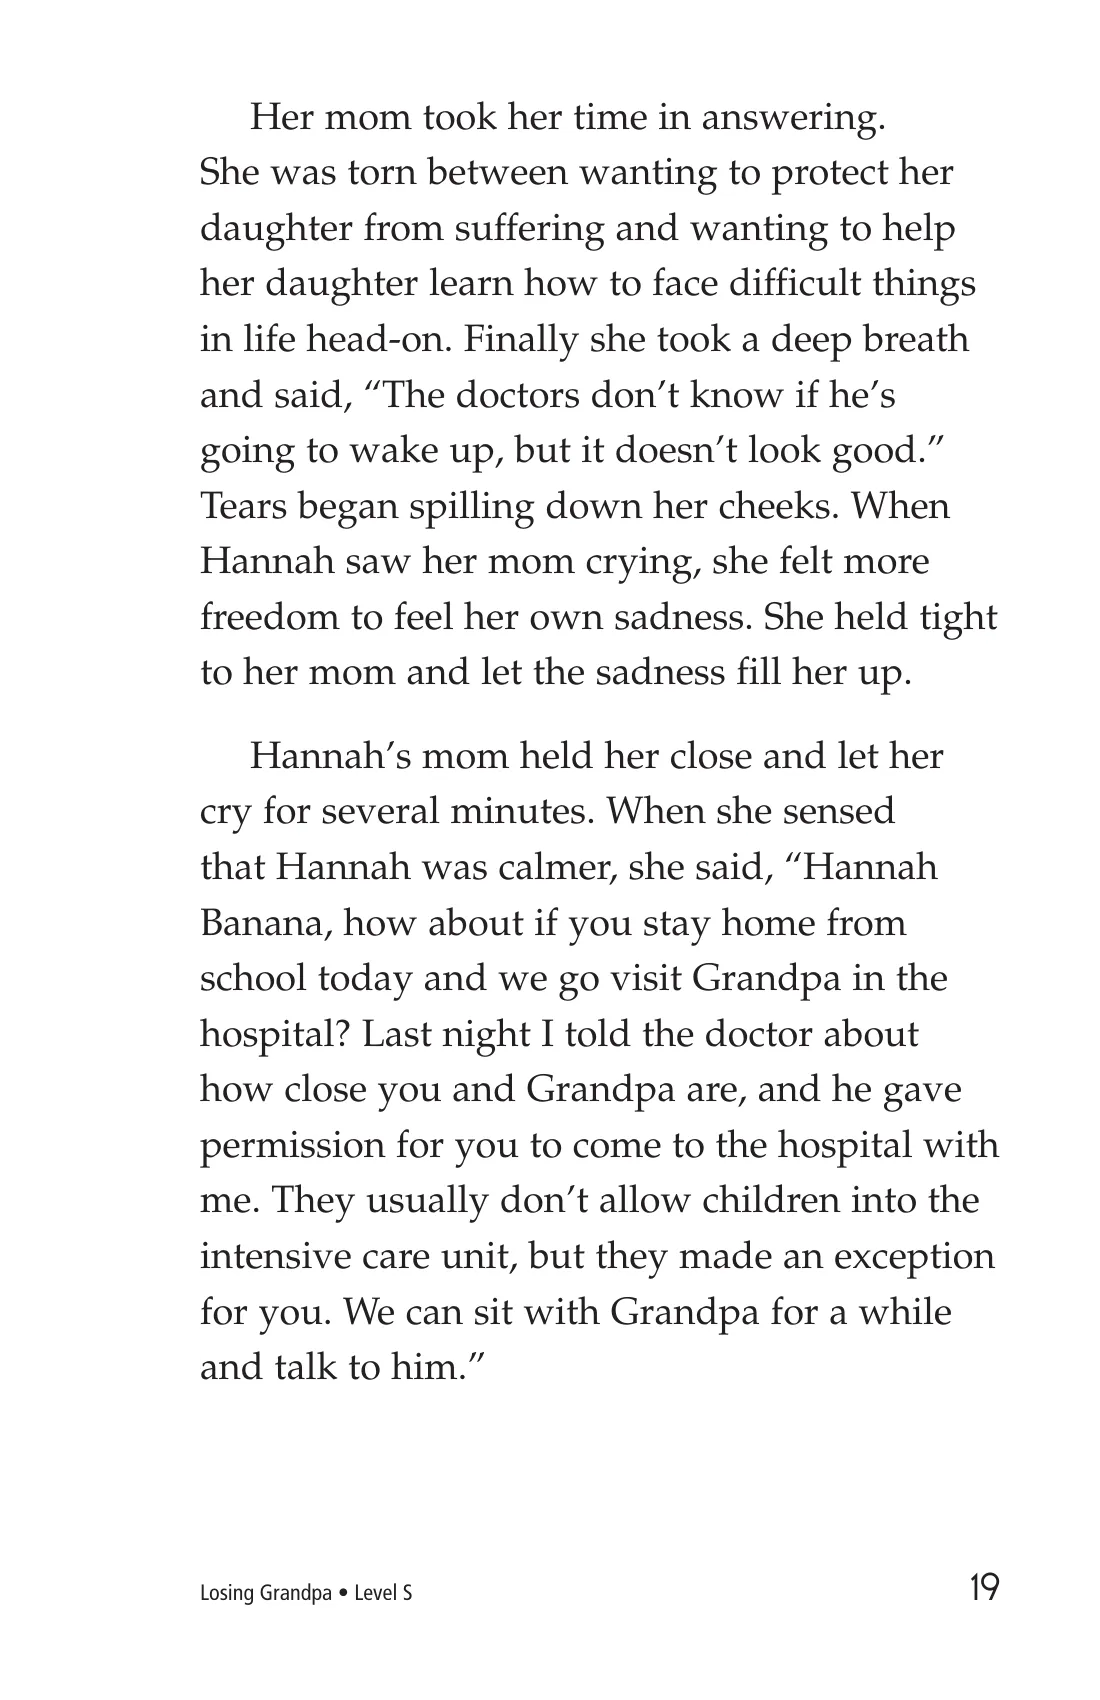 Her mom took her time in answering.
She was torn between wanting to protect her
daughter from suffering and wanting to help
her daughter learn how to face difficult things
in life head-on. Finally she took a deep breath
and said, “The doctors don’t know if he’s
going to wake up, but it doesn’t look good.”
Tears began spilling down her cheeks. When
Hannah saw her mom crying, she felt more
freedom to feel her own sadness. She held tight
to her mom and let the sadness fill her up.
Hannah’s mom held her close and let her
cry for several minutes. When she sensed
that Hannah was calmer, she said, “Hannah
Banana, how about if you stay home from
school today and we go visit Grandpa in the
hospital? Last night I told the doctor about
how close you and Grandpa are, and he gave
permission for you to come to the hospital with
me. They usually don’t allow children into the
intensive care unit, but they made an exception
for you. We can sit with Grandpa for a while
and talk to him.”
Losing Grandpa • Level S
19